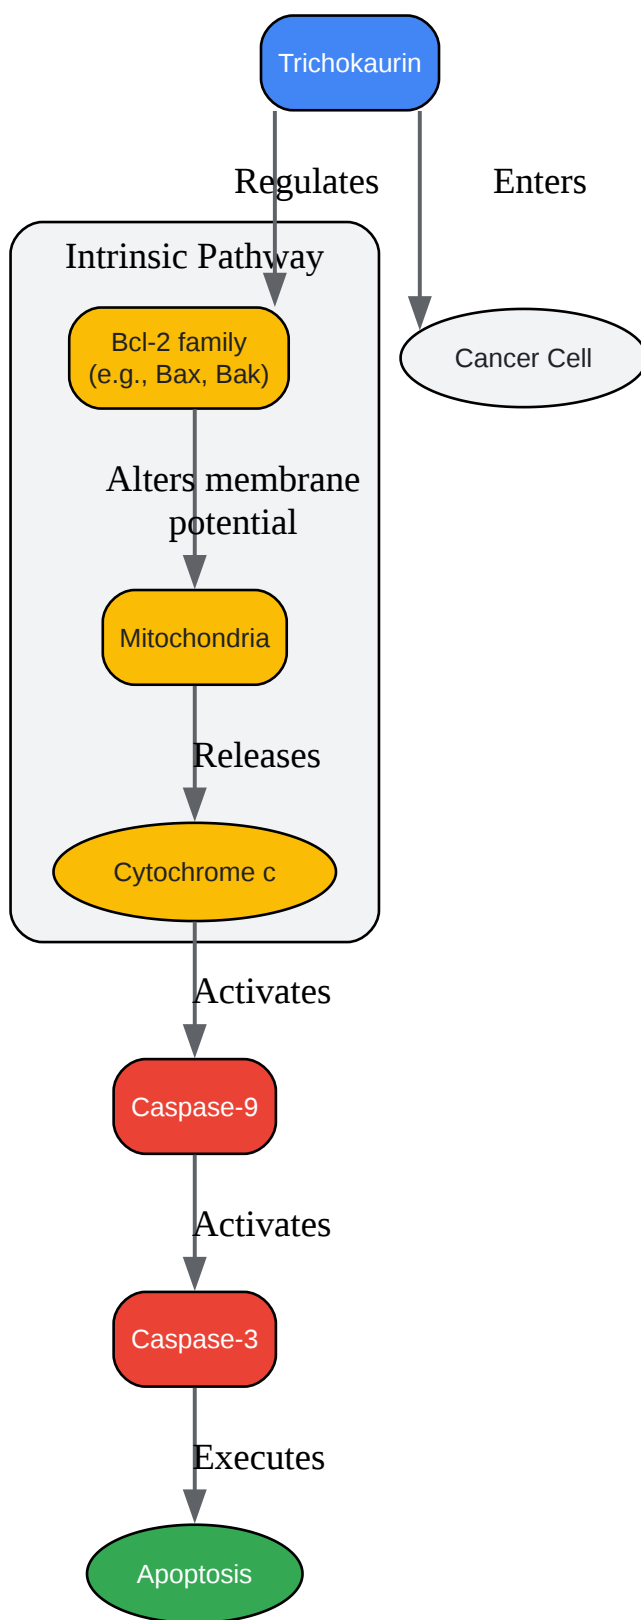 Trichokaurin
Regulates
Enters
Intrinsic Pathway
Bcl-2 family
(e.g., Bax, Bak)
Cancer Cell
Alters membrane
potential
Mitochondria
Releases
Cytochrome c
Activates
Caspase-9
Activates
Caspase-3
Executes
Apoptosis